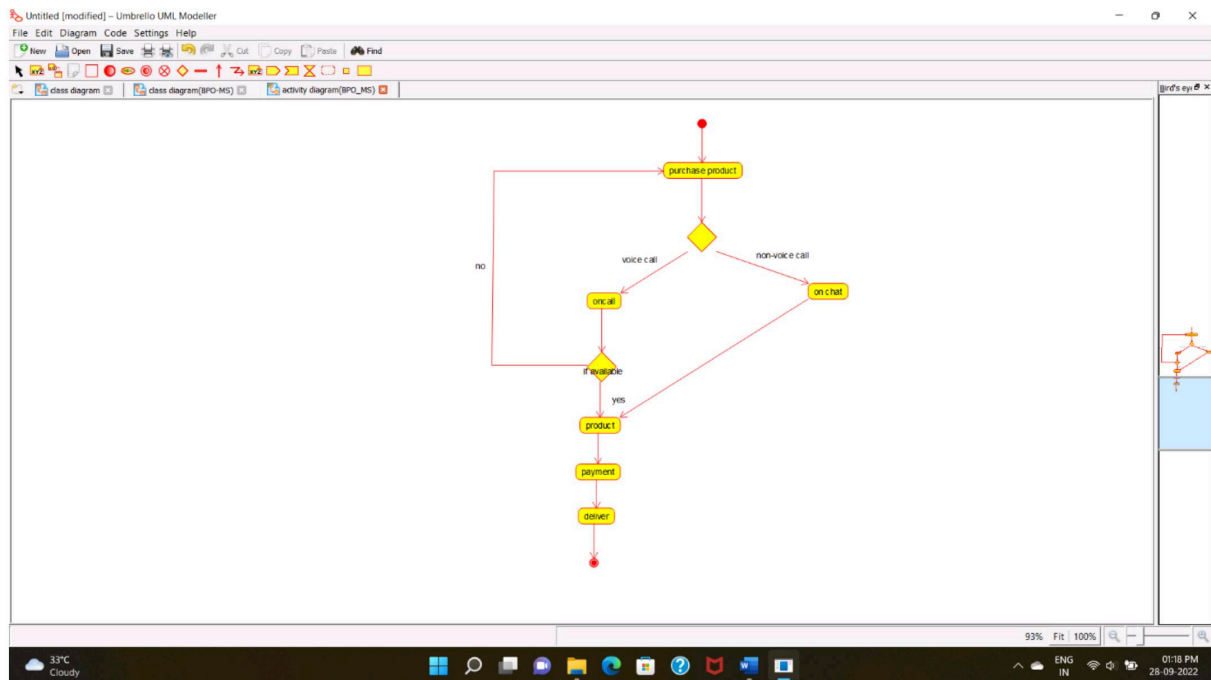 Untitled [modified] – Umbrello UML Modeller
File Edit Diagram Code Settings Help
New Open Save Cut Copy Paste Find
class diagram class diagram(BPO-MS) activity diagram(BPO_MS)
Bird's eye
purchase product
voice call
non-voice call
no
on chat
oncall
if available
yes
product
payment
deliver
93% Fit 100%
33°C
Cloudy
ENG
IN
01:18 PM
28-09-2022